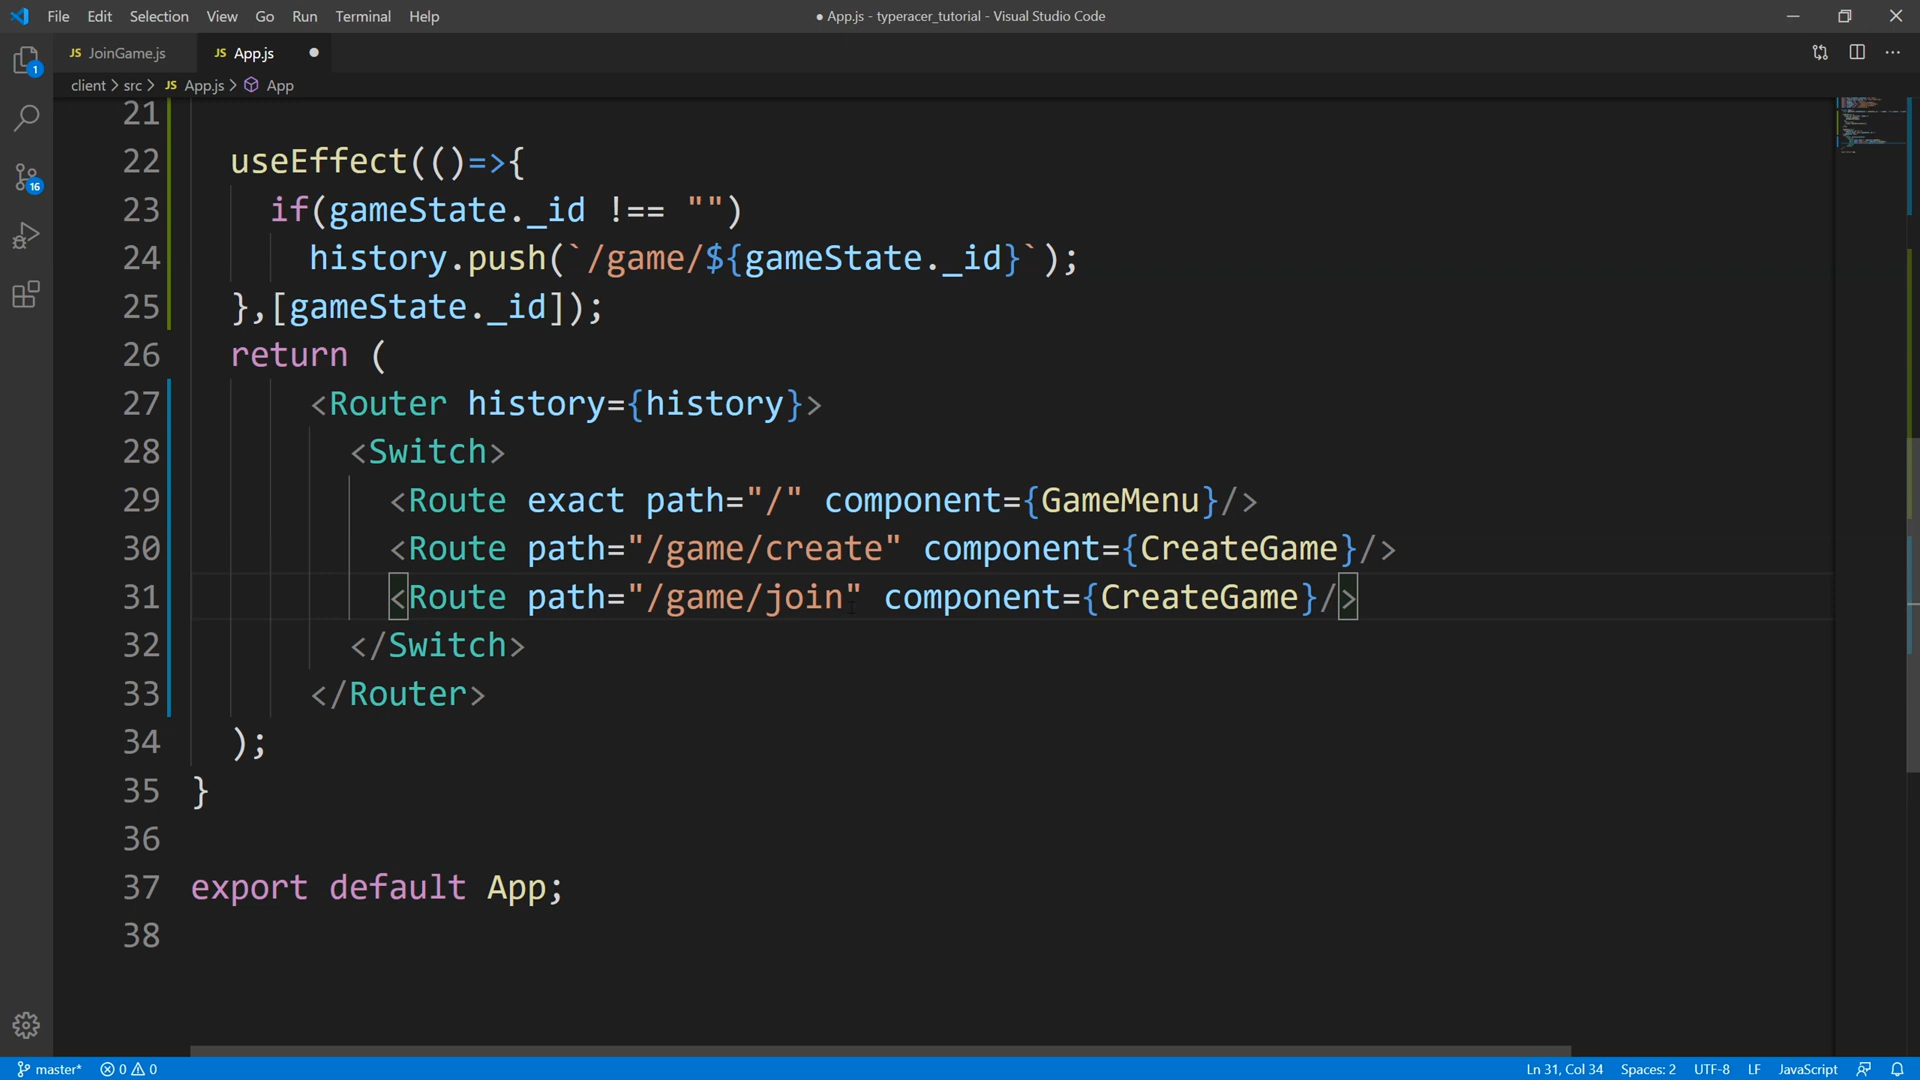 File Edit Selection View Go Run Terminal Help ● App.js - typeracer_tutorial - Visual Studio Code
JS JoinGame.js JS App.js ●
client > src > JS App.js > App
1
16
21
22 useEffect(()=>{
23 if(gameState._id !== "")
24 history.push(`/game/${gameState._id}`);
25 },[gameState._id]);
26 return (
27 <Router history={history}>
28 <Switch>
29 <Route exact path="/" component={GameMenu}/>
30 <Route path="/game/create" component={CreateGame}/>
31 <Route path="/game/join" component={CreateGame}/>
32 </Switch>
33 </Router>
34 );
35 }
36
37 export default App;
38
master* 0 0 Ln 31, Col 34 Spaces: 2 UTF-8 LF JavaScript